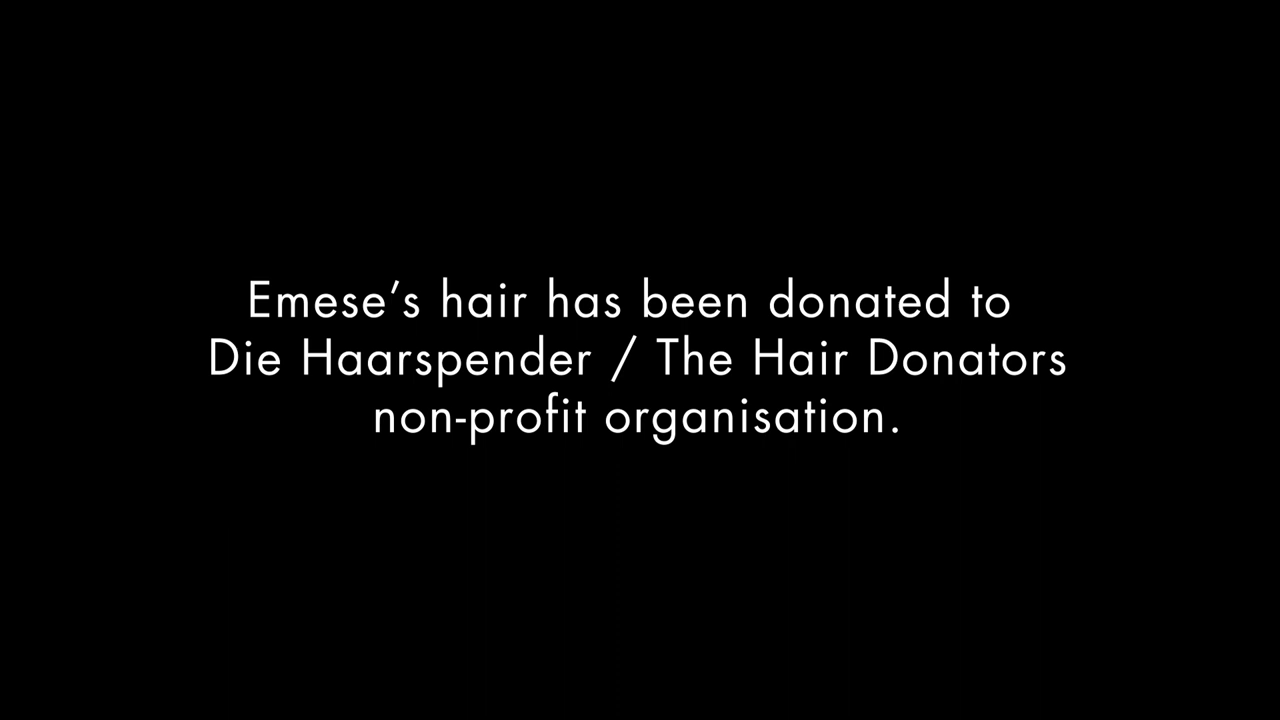 Emese’s hair has been donated to
Die Haarspender / The Hair Donators
non-profit organisation.